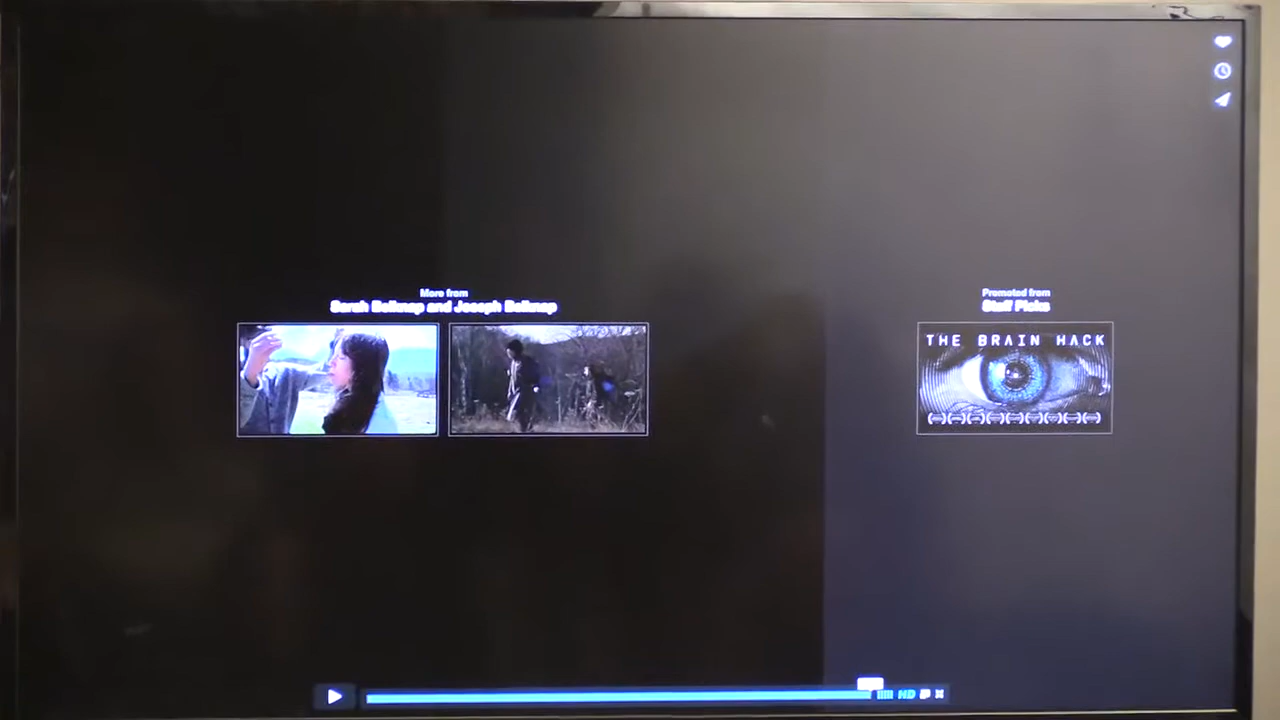 More from
Sarah Belknap and Joseph Belknap
Promoted from
Staff Picks
THE BRAIN HACK
HD